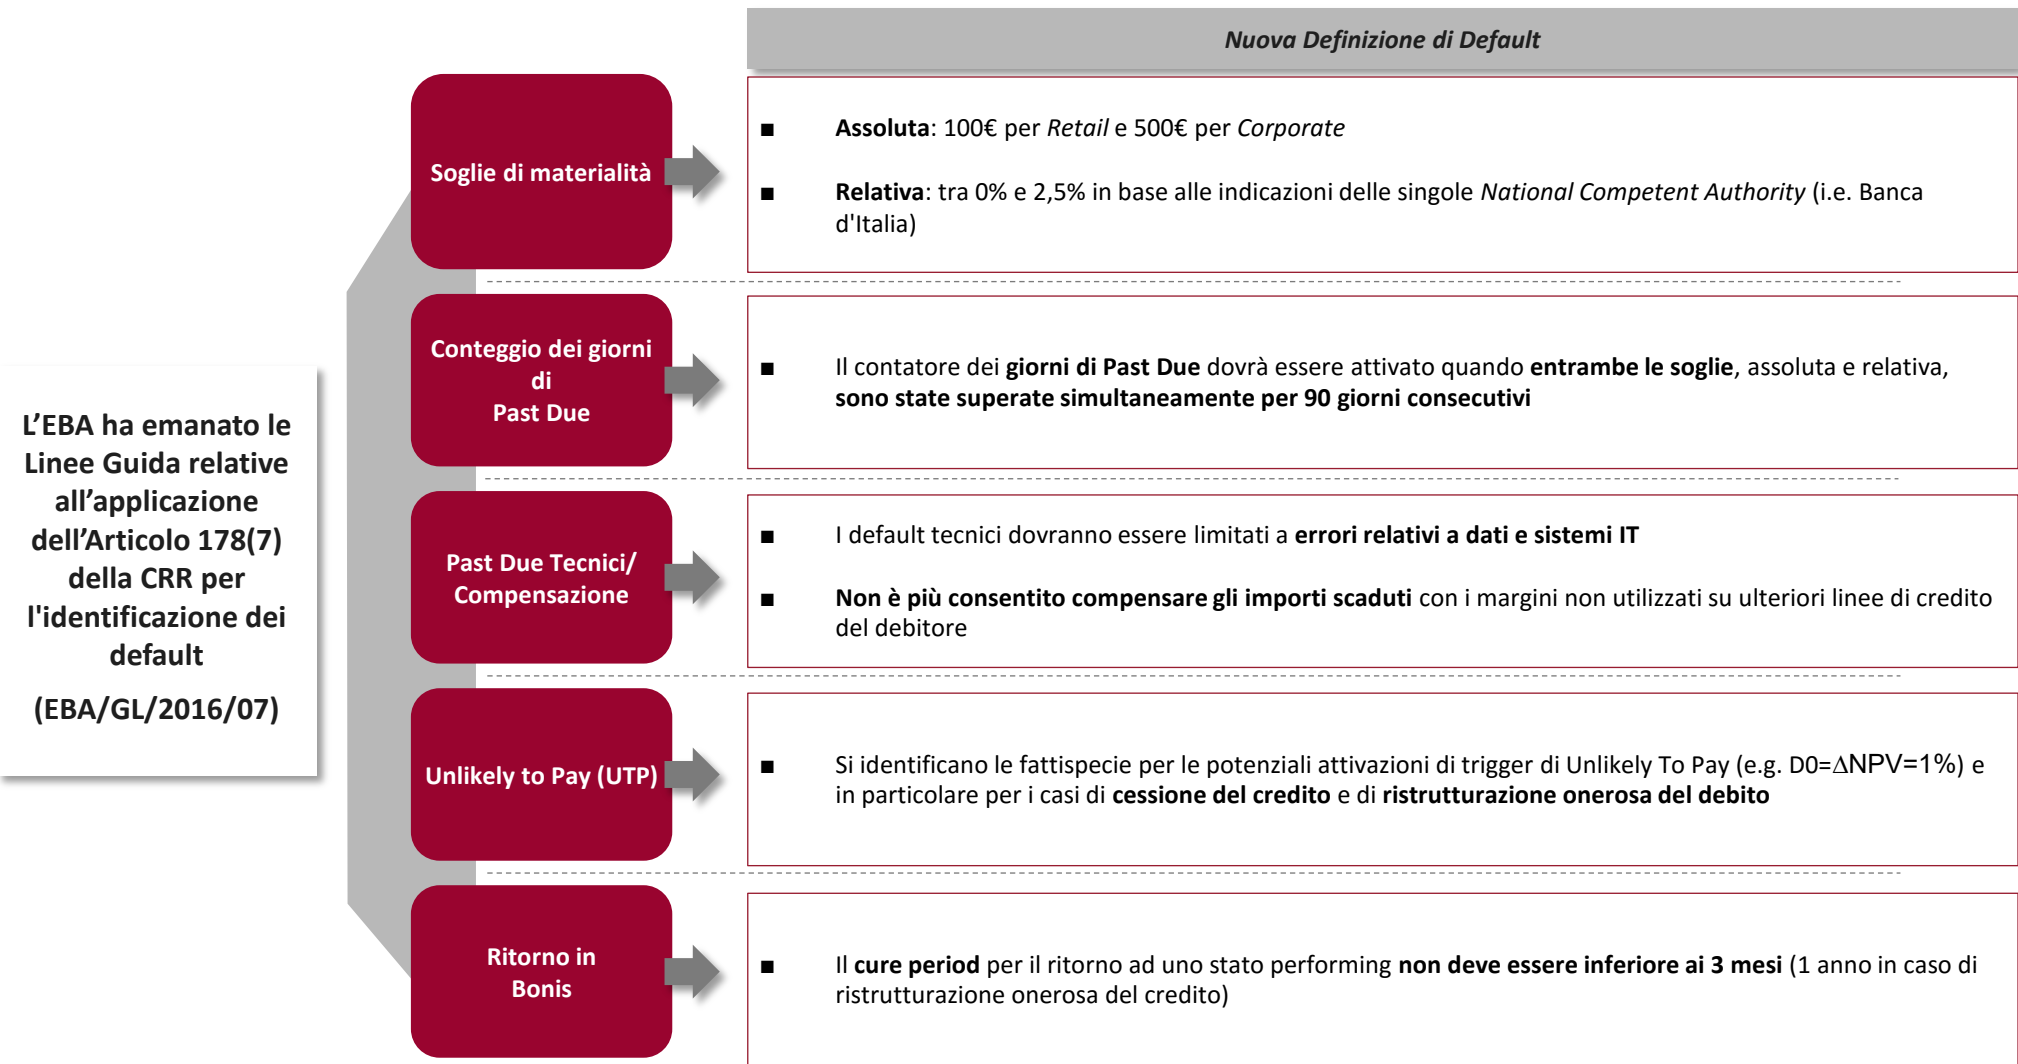 Nuova Definizione di Default
L’EBA ha emanato le
Linee Guida relative
all’applicazione
dell’Articolo 178(7)
della CRR per
l'identificazione dei
default
(EBA/GL/2016/07)
Soglie di materialità
■ Assoluta: 100€ per Retail e 500€ per Corporate
■ Relativa: tra 0% e 2,5% in base alle indicazioni delle singole National Competent Authority (i.e. Banca
d'Italia)
Conteggio dei giorni
di
Past Due
■ Il contatore dei giorni di Past Due dovrà essere attivato quando entrambe le soglie, assoluta e relativa,
sono state superate simultaneamente per 90 giorni consecutivi
Past Due Tecnici/
Compensazione
■ I default tecnici dovranno essere limitati a errori relativi a dati e sistemi IT
■ Non è più consentito compensare gli importi scaduti con i margini non utilizzati su ulteriori linee di credito
del debitore
Unlikely to Pay (UTP)
■ Si identificano le fattispecie per le potenziali attivazioni di trigger di Unlikely To Pay (e.g. D0=∆NPV=1%) e
in particolare per i casi di cessione del credito e di ristrutturazione onerosa del debito
Ritorno in
Bonis
■ Il cure period per il ritorno ad uno stato performing non deve essere inferiore ai 3 mesi (1 anno in caso di
ristrutturazione onerosa del credito)